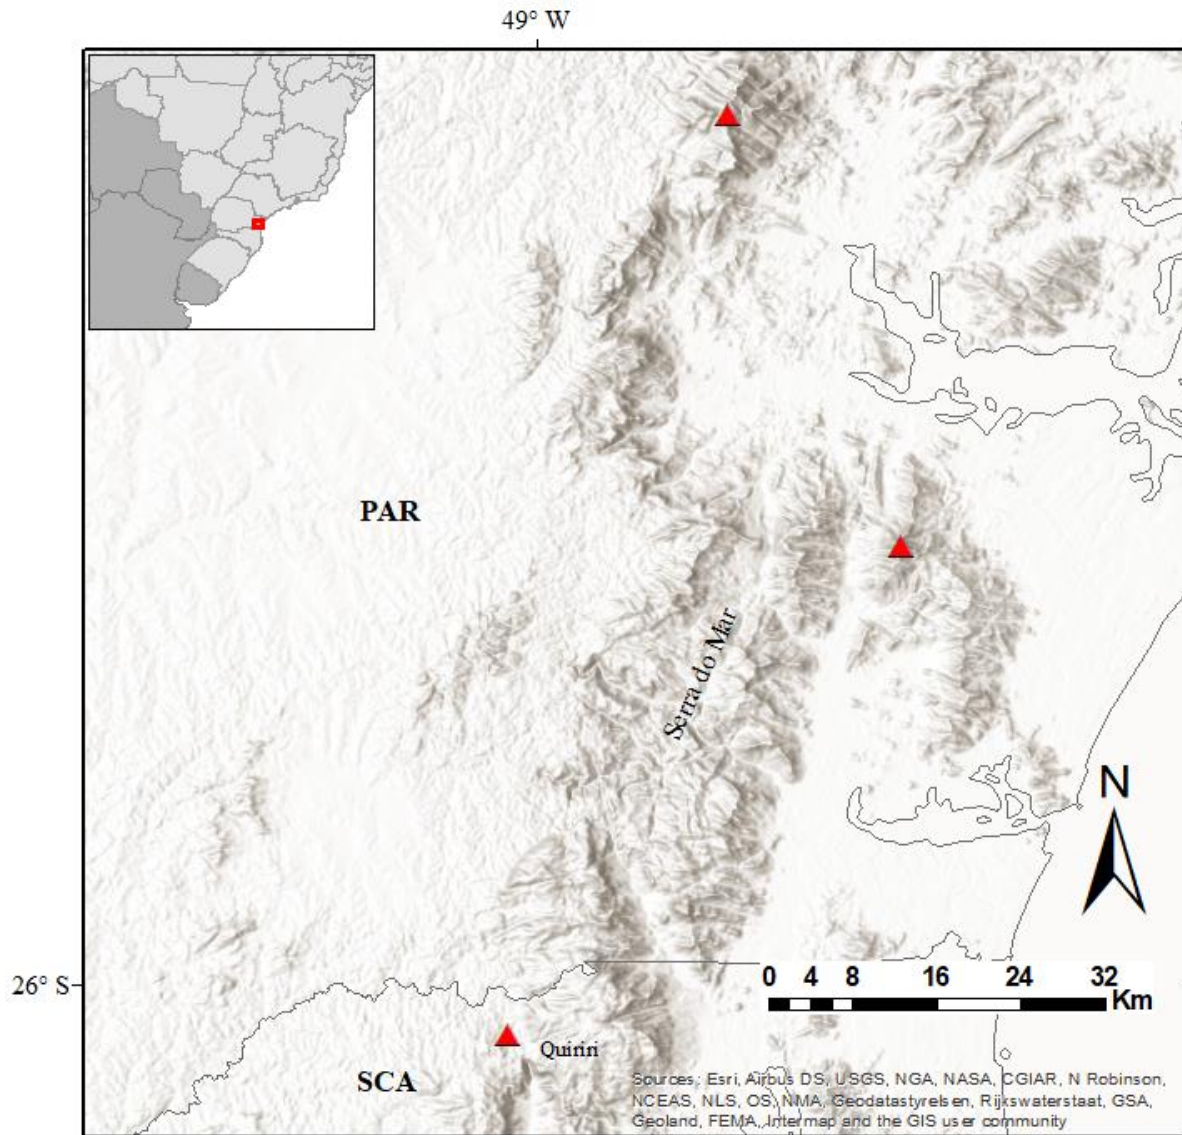 49° W
PAR
Serra do Mar
N
26° S
0 4 8 16 24 32
Km
Quiriri
SCA
Sources: Esri, Airbus DS, USGS, NGA, NASA, CGIAR, N Robinson,
NCEAS, NLS, OS, NMA, Geodatastyrelsen, Rijkswaterstaat, GSA,
Geoland, FEMA, Intermap and the GIS user community